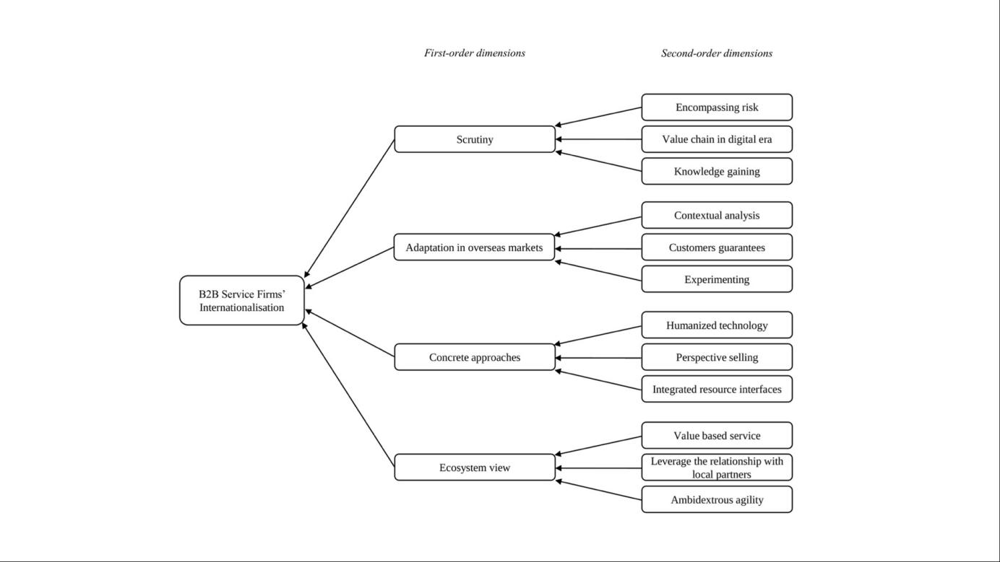 First-order dimensions
Second-order dimensions
Encompassing risk
Scrutiny
Value chain in digital era
Knowledge gaining
Contextual analysis
Adaptation in overseas markets
Customers guarantees
Experimenting
B2B Service Firms’
Internationalisation
Humanized technology
Concrete approaches
Perspective selling
Integrated resource interfaces
Value based service
Ecosystem view
Leverage the relationship with
local partners
Ambidextrous agility